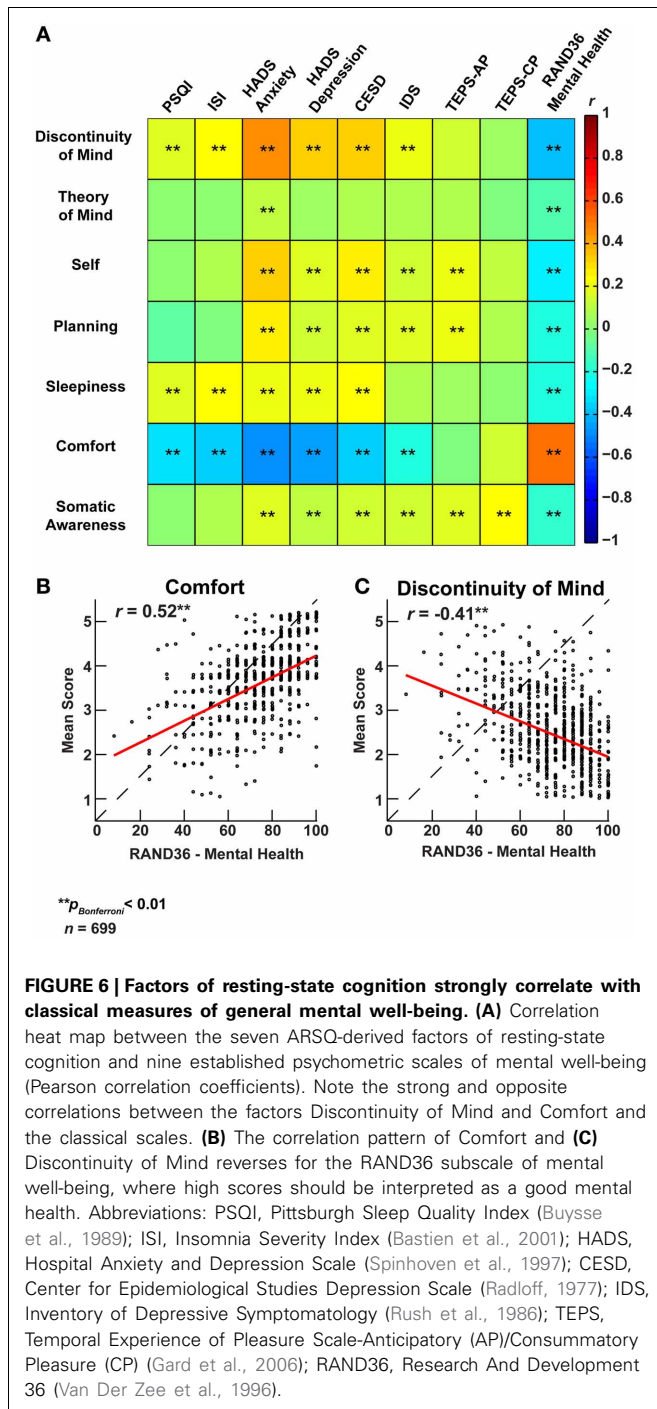 A
PSQI
ISI
HADS
Anxiety
HADS
Depression
CESD
IDS
TEPS-AP
TEPS-CP
RAND36
Mental Health
r
Discontinuity
of Mind
** ** ** ** ** ** **
Theory
of Mind
** **
Self
** ** ** ** ** **
Planning
** ** ** ** ** **
Sleepiness
** ** ** ** ** **
Comfort
** ** ** ** ** ** **
Somatic
Awareness
** ** ** ** ** ** **
1
0.8
0.6
0.4
0.2
0
−0.2
−0.4
−0.6
−0.8
−1
B
Comfort
r = 0.52**
Mean Score
5
4
3
2
1
0 20 40 60 80 100
RAND36 - Mental Health
C
Discontinuity of Mind
r = -0.41**
Mean Score
5
4
3
2
1
0 20 40 60 80 100
RAND36 - Mental Health
**pBonferroni< 0.01
n = 699
FIGURE 6 | Factors of resting-state cognition strongly correlate with
classical measures of general mental well-being. (A) Correlation
heat map between the seven ARSQ-derived factors of resting-state
cognition and nine established psychometric scales of mental well-being
(Pearson correlation coefficients). Note the strong and opposite
correlations between the factors Discontinuity of Mind and Comfort and
the classical scales. (B) The correlation pattern of Comfort and (C)
Discontinuity of Mind reverses for the RAND36 subscale of mental
well-being, where high scores should be interpreted as a good mental
health. Abbreviations: PSQI, Pittsburgh Sleep Quality Index (Buysse
et al., 1989); ISI, Insomnia Severity Index (Bastien et al., 2001); HADS,
Hospital Anxiety and Depression Scale (Spinhoven et al., 1997); CESD,
Center for Epidemiological Studies Depression Scale (Radloff, 1977); IDS,
Inventory of Depressive Symptomatology (Rush et al., 1986); TEPS,
Temporal Experience of Pleasure Scale-Anticipatory (AP)/Consummatory
Pleasure (CP) (Gard et al., 2006); RAND36, Research And Development
36 (Van Der Zee et al., 1996).